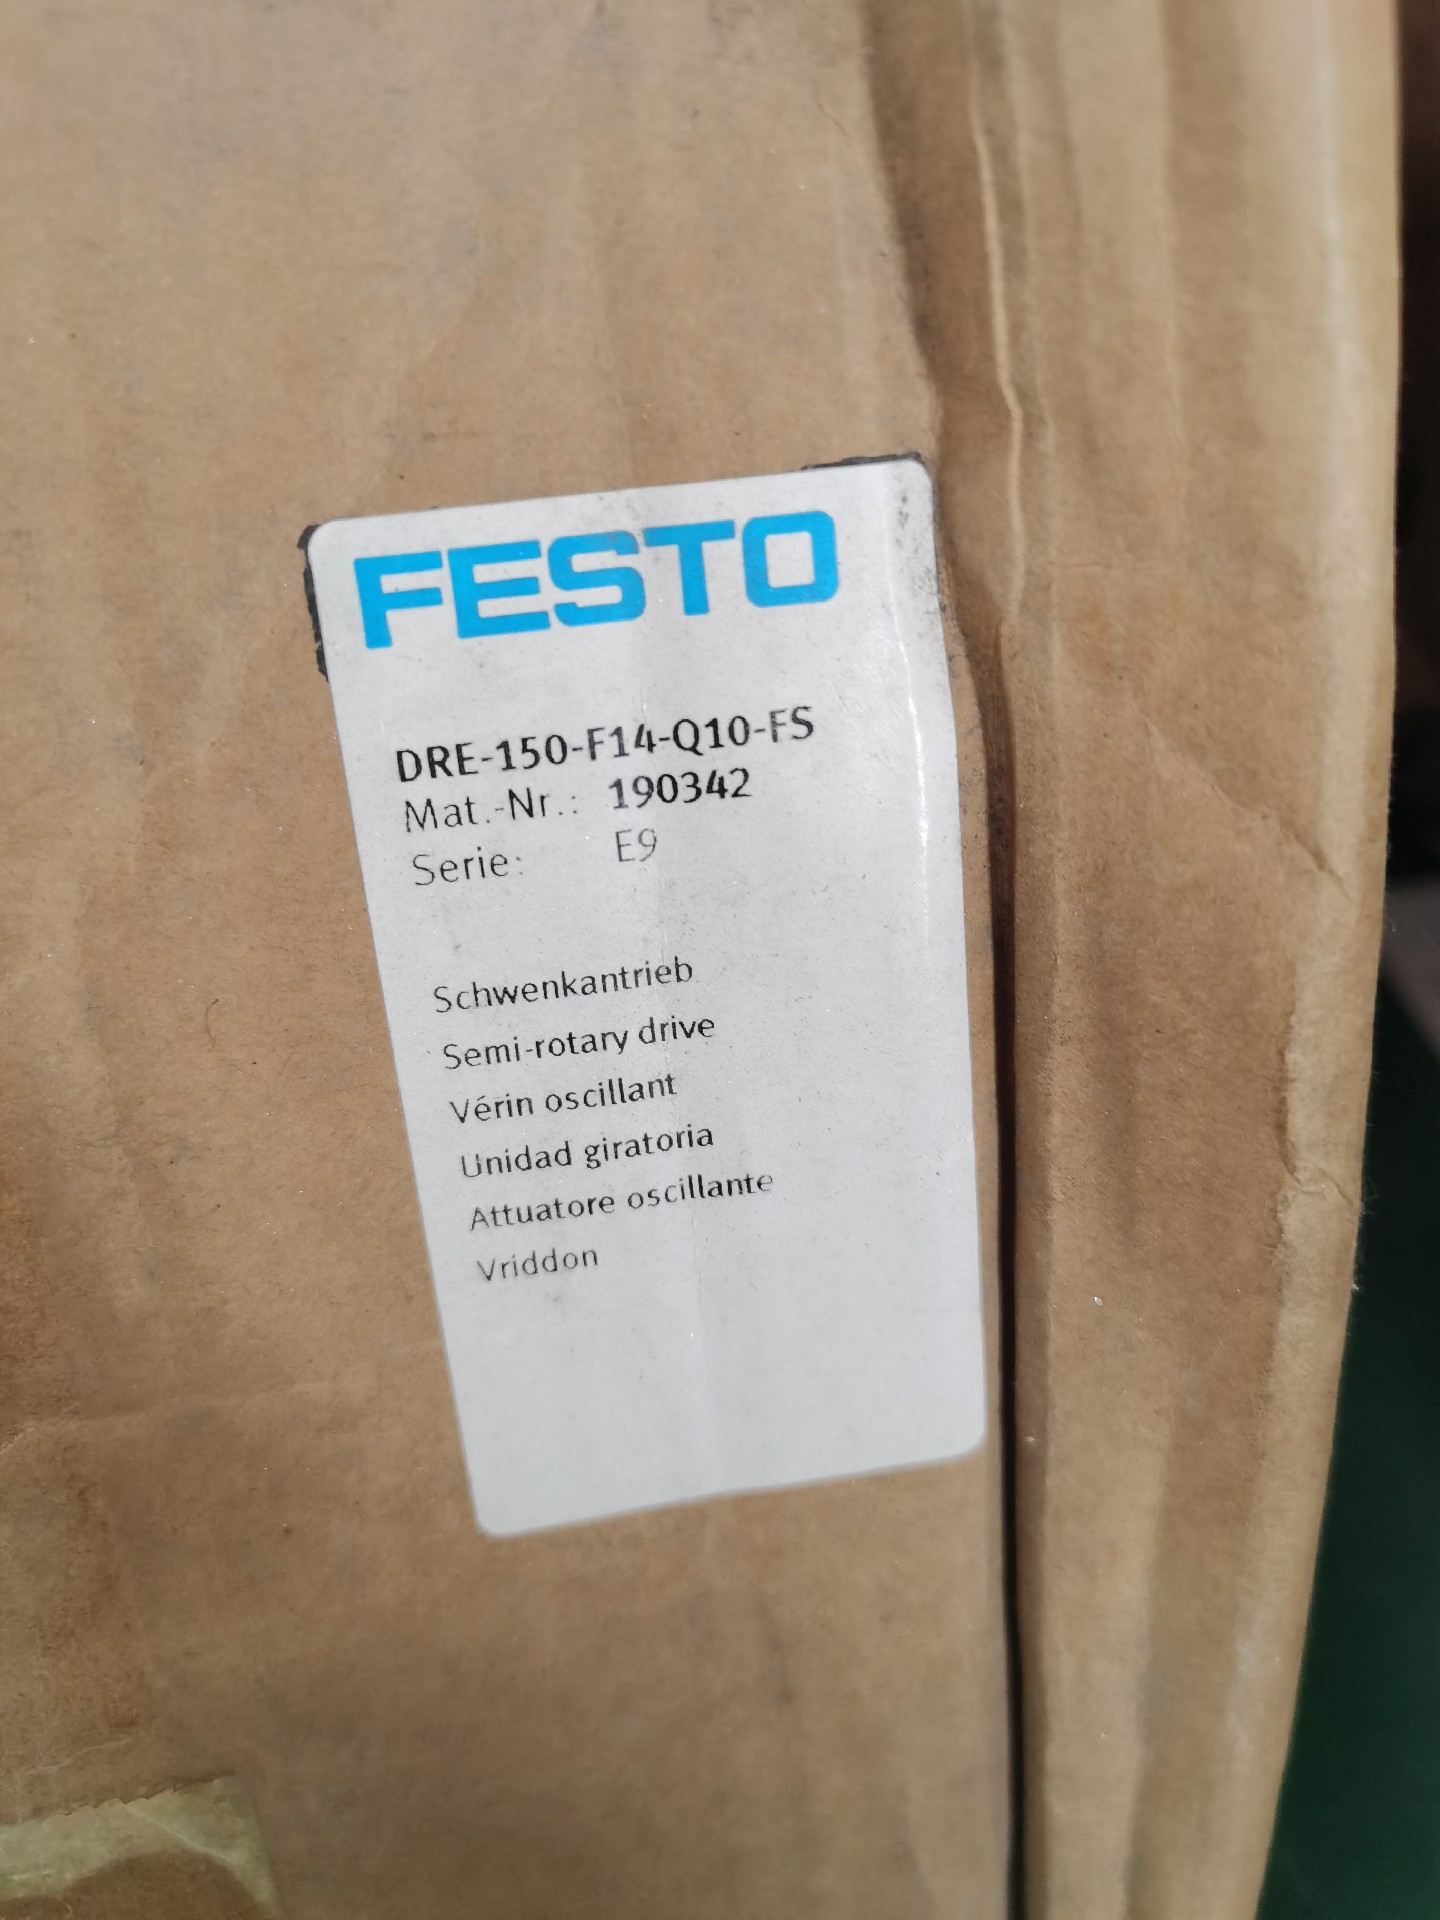 FESTO
DRE-150-F14-Q10-FS
Mat.-Nr.: 190342
Serie: E9
Schwenkantrieb
Semi-rotary drive
Vérin oscillant
Unidad giratoria
Attuatore oscillante
Vriddon